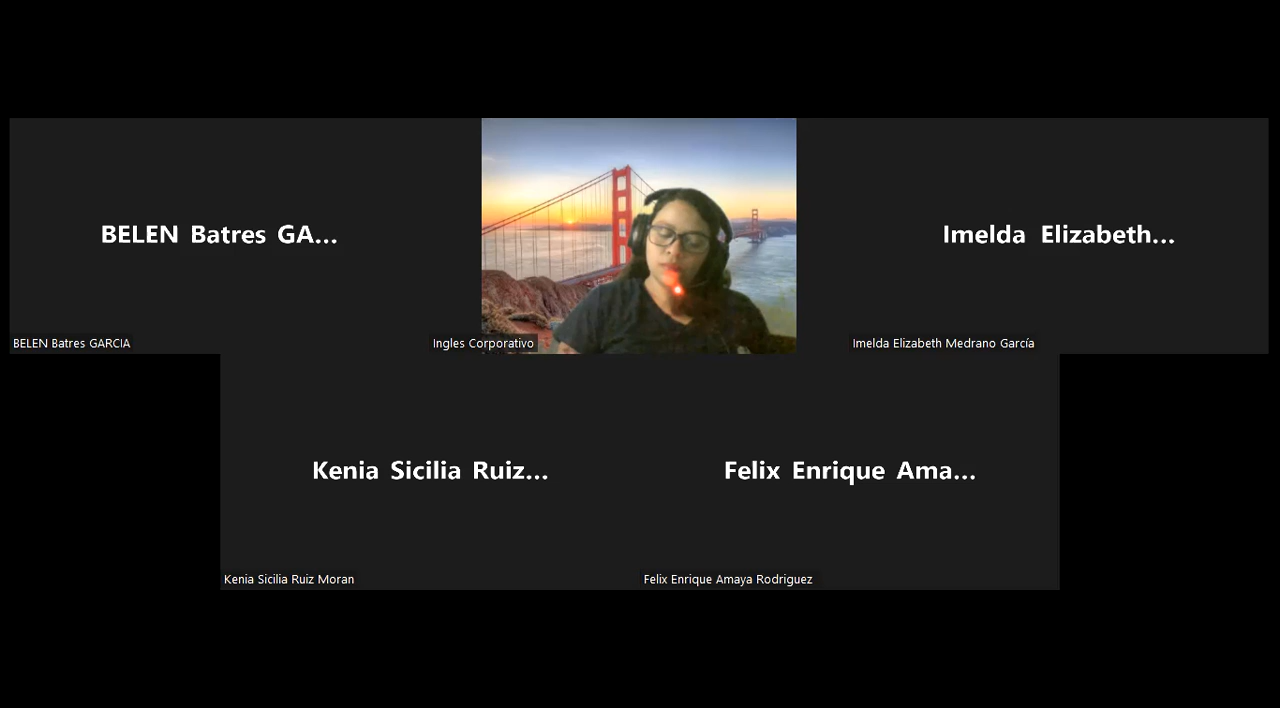 BELEN Batres GA...
Imelda Elizabeth...
BELEN Batres GARCIA
Ingles Corporativo
Imelda Elizabeth Medrano García
Kenia Sicilia Ruiz...
Felix Enrique Ama...
Kenia Sicilia Ruiz Moran
Felix Enrique Amaya Rodriguez